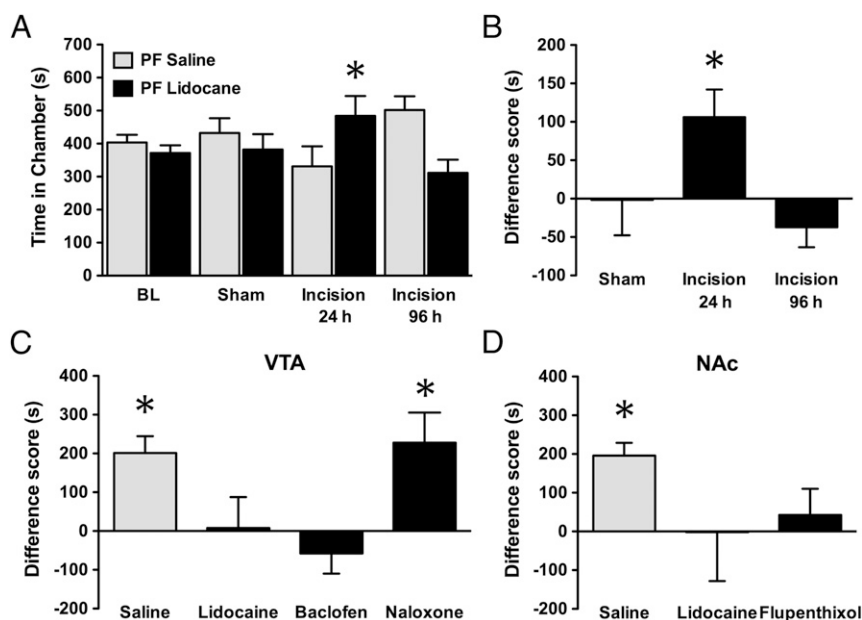 A
Time in Chamber (s)
700
600
500
400
300
200
100
0
PF Saline
PF Lidocane
*
BL
Sham
Incision
24 h
Incision
96 h
B
Difference score (s)
200
150
100
50
0
-50
-100
*
Sham
Incision
24 h
Incision
96 h
C
VTA
Difference score (s)
400
300
200
100
0
-100
-200
*
*
Saline
Lidocaine
Baclofen
Naloxone
D
NAc
Difference score (s)
400
300
200
100
0
-100
-200
*
Saline
Lidocaine
Flupenthixol